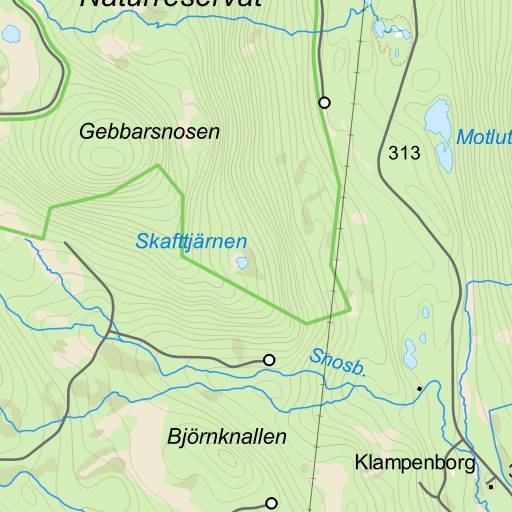 Naturreservat
Gebbarsnosen
313
Motlut
Skafttjärnen
Snosb.
Björnknallen
Klampenborg